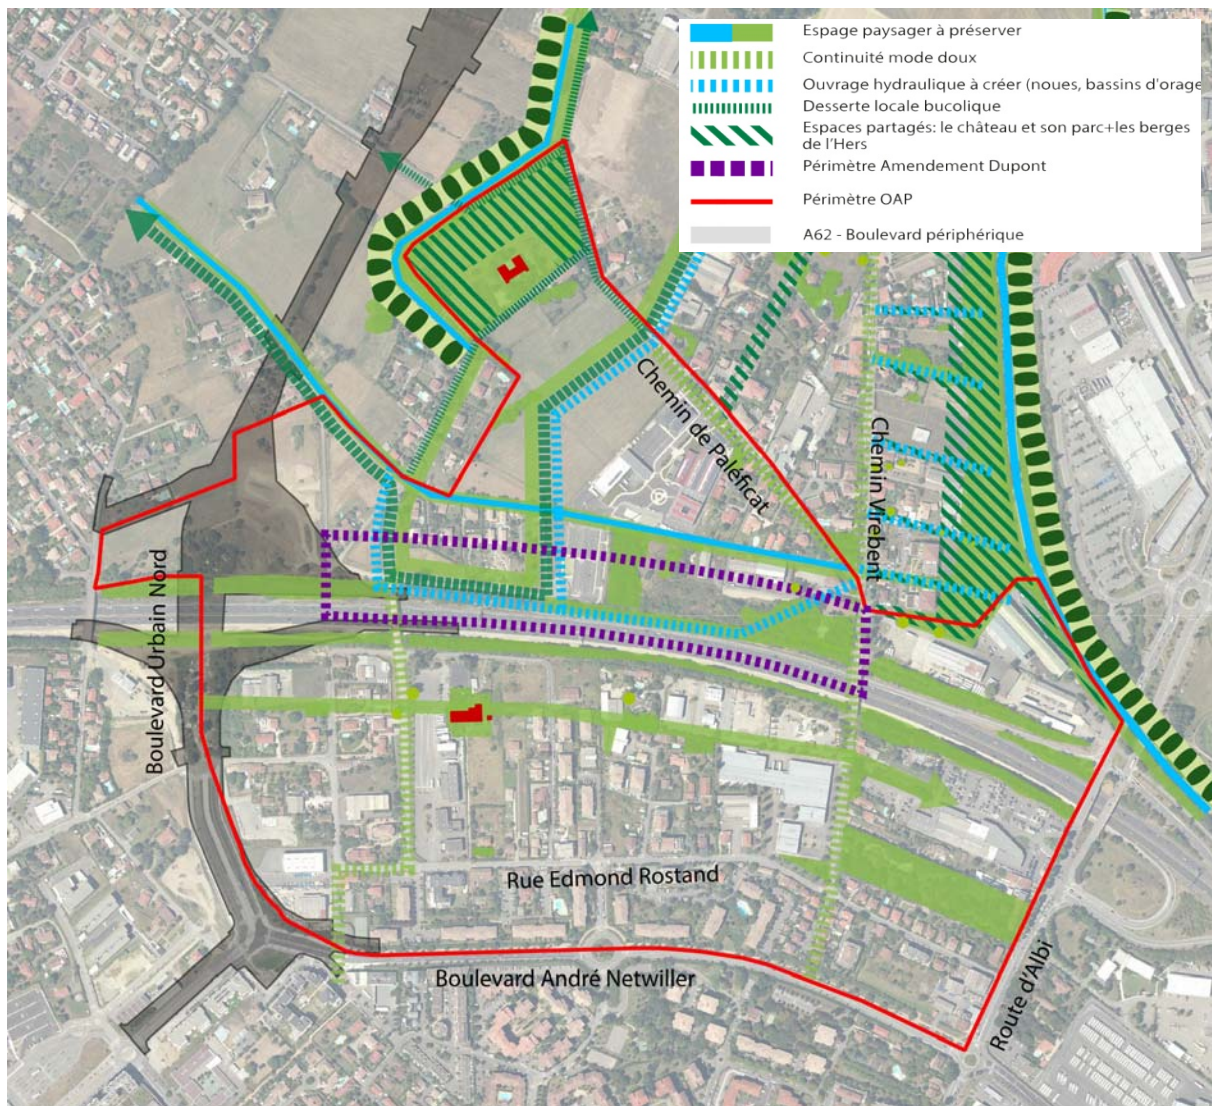 Espage paysager à préserver
Continuité mode doux
Ouvrage hydraulique à créer (noues, bassins d'orage
Desserte locale bucolique
Espaces partagés: le château et son parc+les berges
de l'Hers
Périmètre Amendement Dupont
Périmètre OAP
A62 - Boulevard périphérique
Chemin de Paléficat
Chemin Virebent
Boulevard Urbain Nord
Rue Edmond Rostand
Boulevard André Netwiller
Route d'Albi